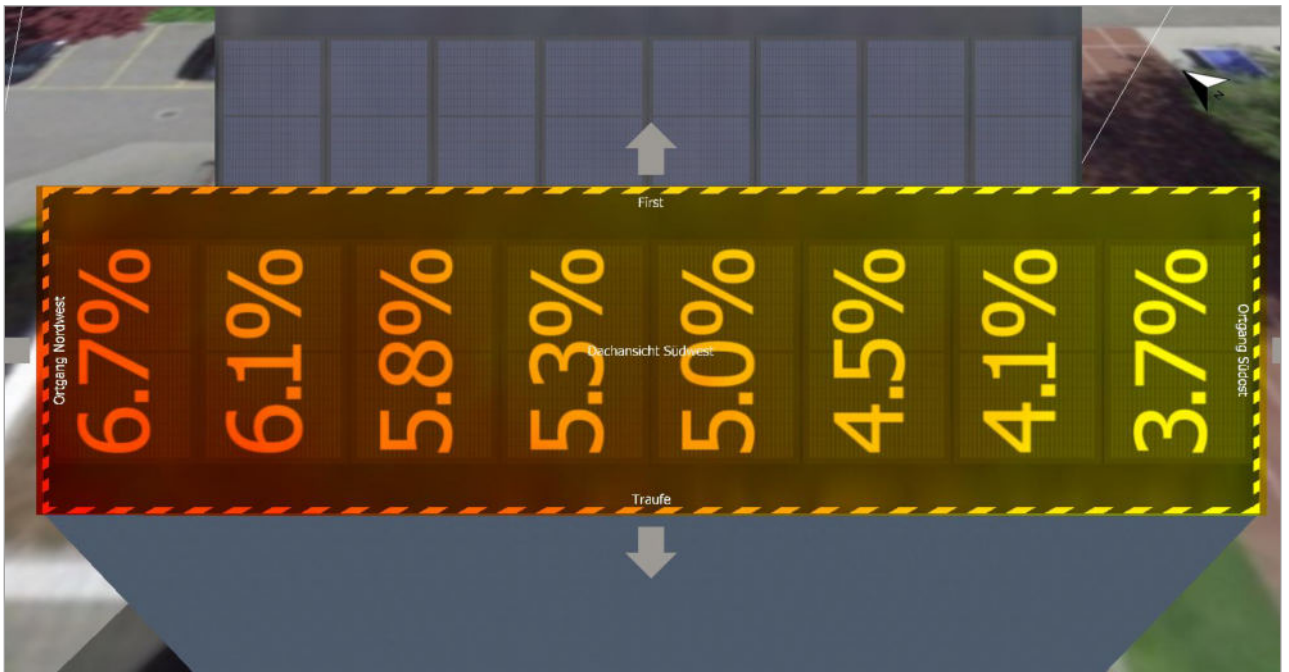 First
Ortgang Nordwest
6.7%
6.1%
5.8%
5.3%
5.0%
4.5%
4.1%
3.7%
Dachansicht Südwest
Ortgang Südost
Traufe
N